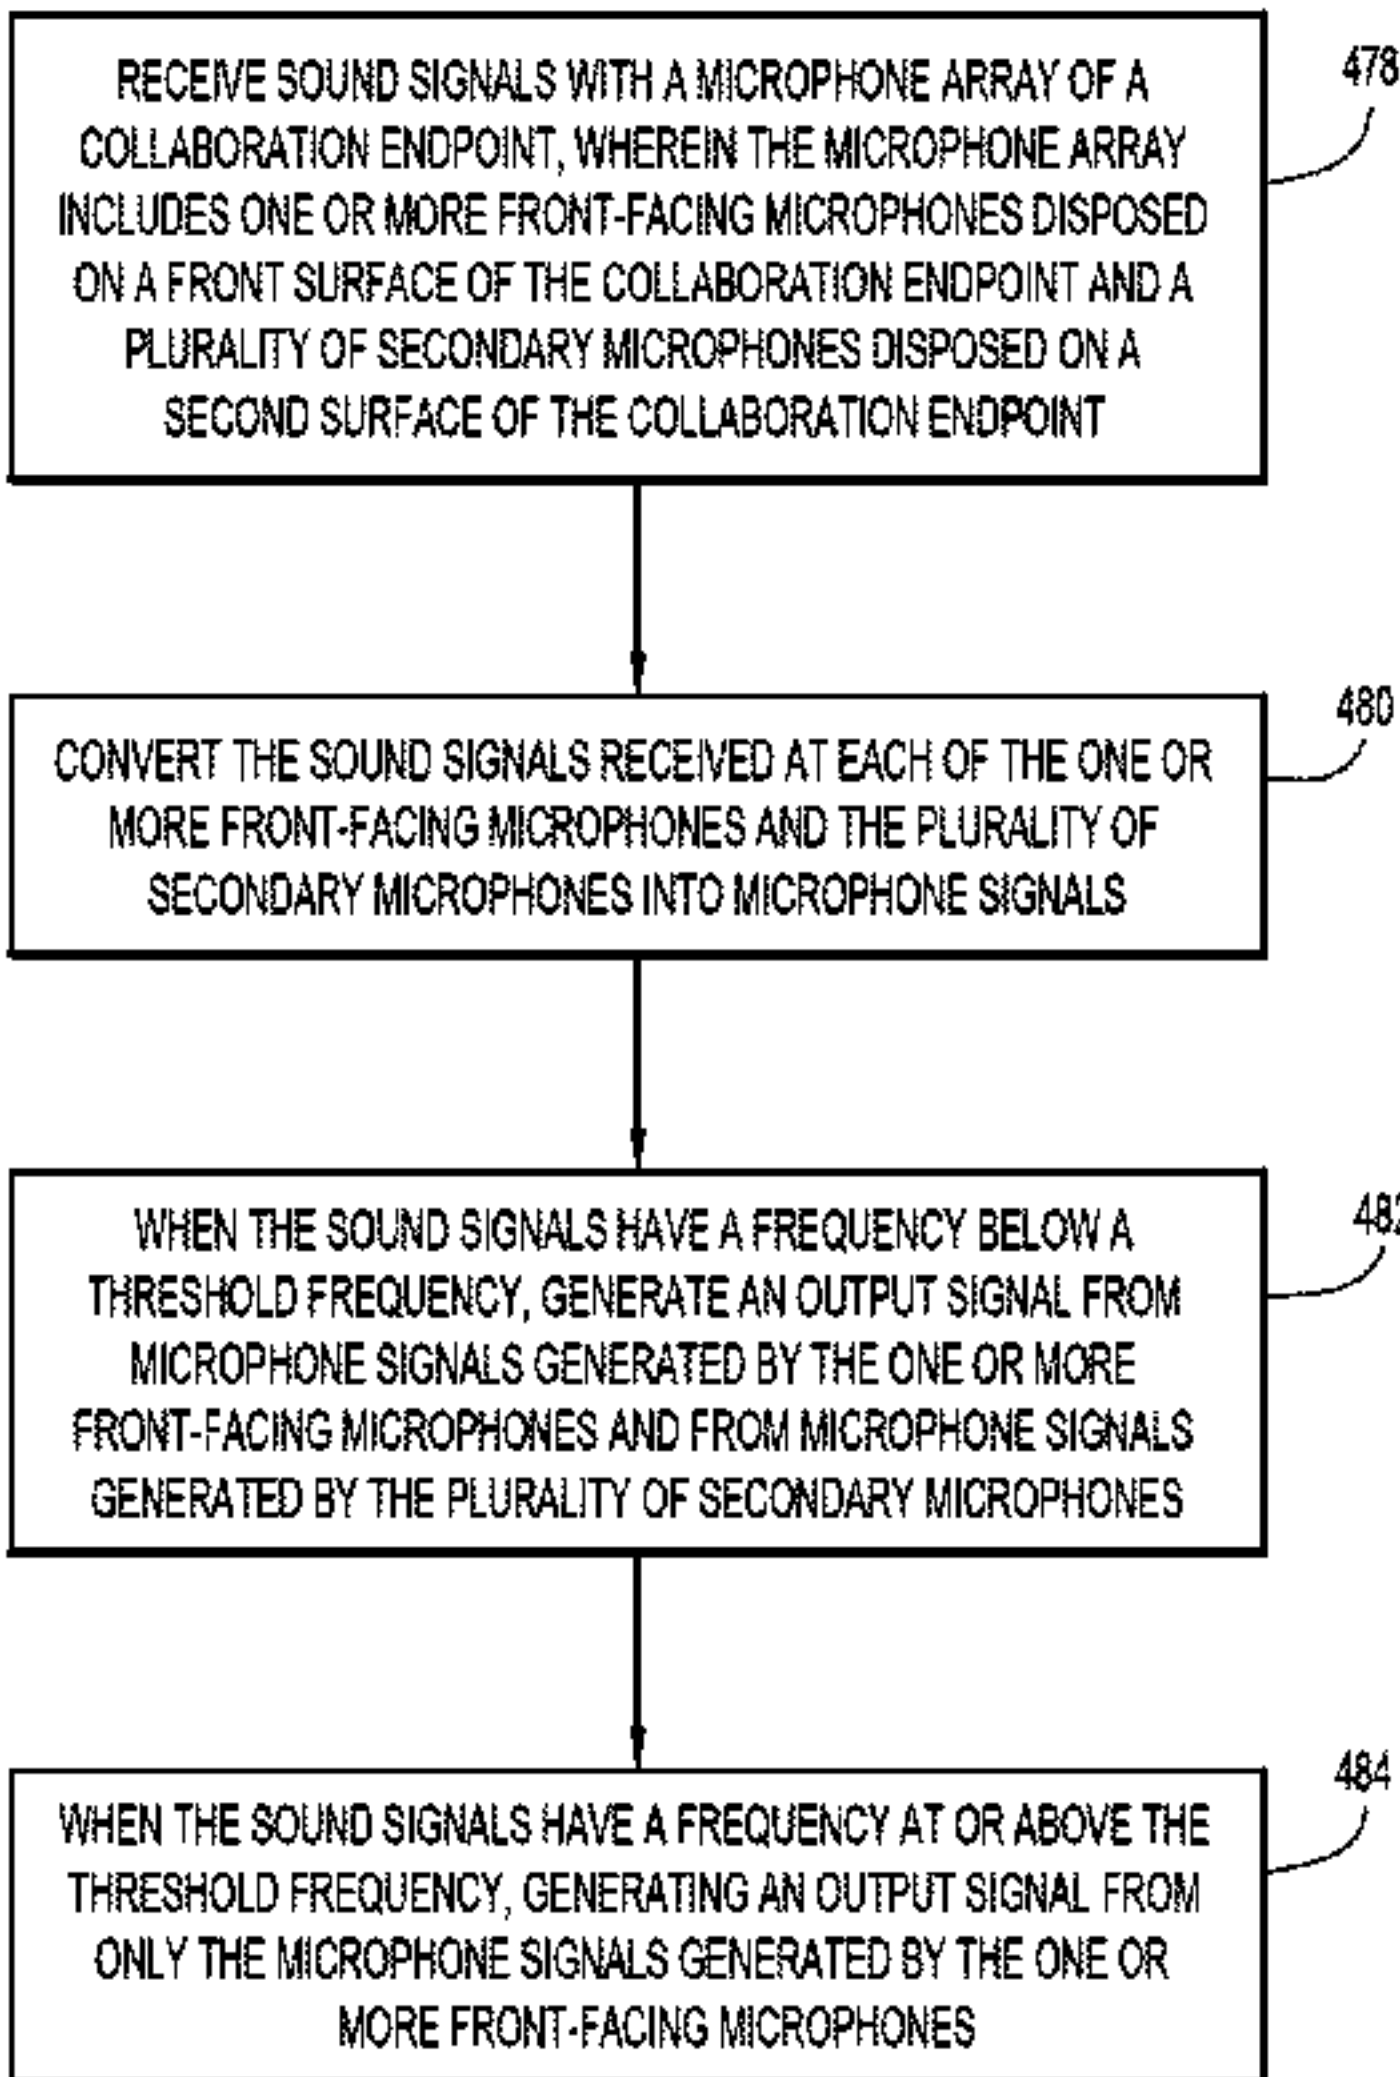 RECEIVE SOUND SIGNALS WITH A MICROPHONE ARRAY OF A
COLLABORATION ENDPOINT, WHEREIN THE MICROPHONE ARRAY
INCLUDES ONE OR MORE FRONT-FACING MICROPHONES DISPOSED
ON A FRONT SURFACE OF THE COLLABORATION ENDPOINT AND A
PLURALITY OF SECONDARY MICROPHONES DISPOSED ON A
SECOND SURFACE OF THE COLLABORATION ENDPOINT
478
CONVERT THE SOUND SIGNALS RECEIVED AT EACH OF THE ONE OR
MORE FRONT-FACING MICROPHONES AND THE PLURALITY OF
SECONDARY MICROPHONES INTO MICROPHONE SIGNALS
480
WHEN THE SOUND SIGNALS HAVE A FREQUENCY BELOW A
THRESHOLD FREQUENCY, GENERATE AN OUTPUT SIGNAL FROM
MICROPHONE SIGNALS GENERATED BY THE ONE OR MORE
FRONT-FACING MICROPHONES AND FROM MICROPHONE SIGNALS
GENERATED BY THE PLURALITY OF SECONDARY MICROPHONES
482
WHEN THE SOUND SIGNALS HAVE A FREQUENCY AT OR ABOVE THE
THRESHOLD FREQUENCY, GENERATING AN OUTPUT SIGNAL FROM
ONLY THE MICROPHONE SIGNALS GENERATED BY THE ONE OR
MORE FRONT-FACING MICROPHONES
484